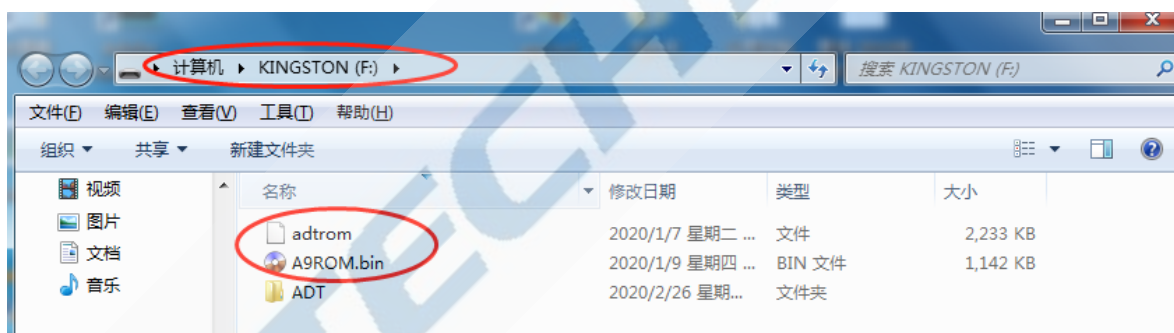 计算机 KINGSTON (F:) 搜索 KINGSTON (F:)
文件(F) 编辑(E) 查看(V) 工具(T) 帮助(H)
组织 共享 新建文件夹
视频 名称 修改日期 类型 大小
图片 adtrom 2020/1/7 星期二 ... 文件 2,233 KB
文档 A9ROM.bin 2020/1/9 星期四 ... BIN 文件 1,142 KB
音乐 ADT 2020/2/26 星期... 文件夹
TECH